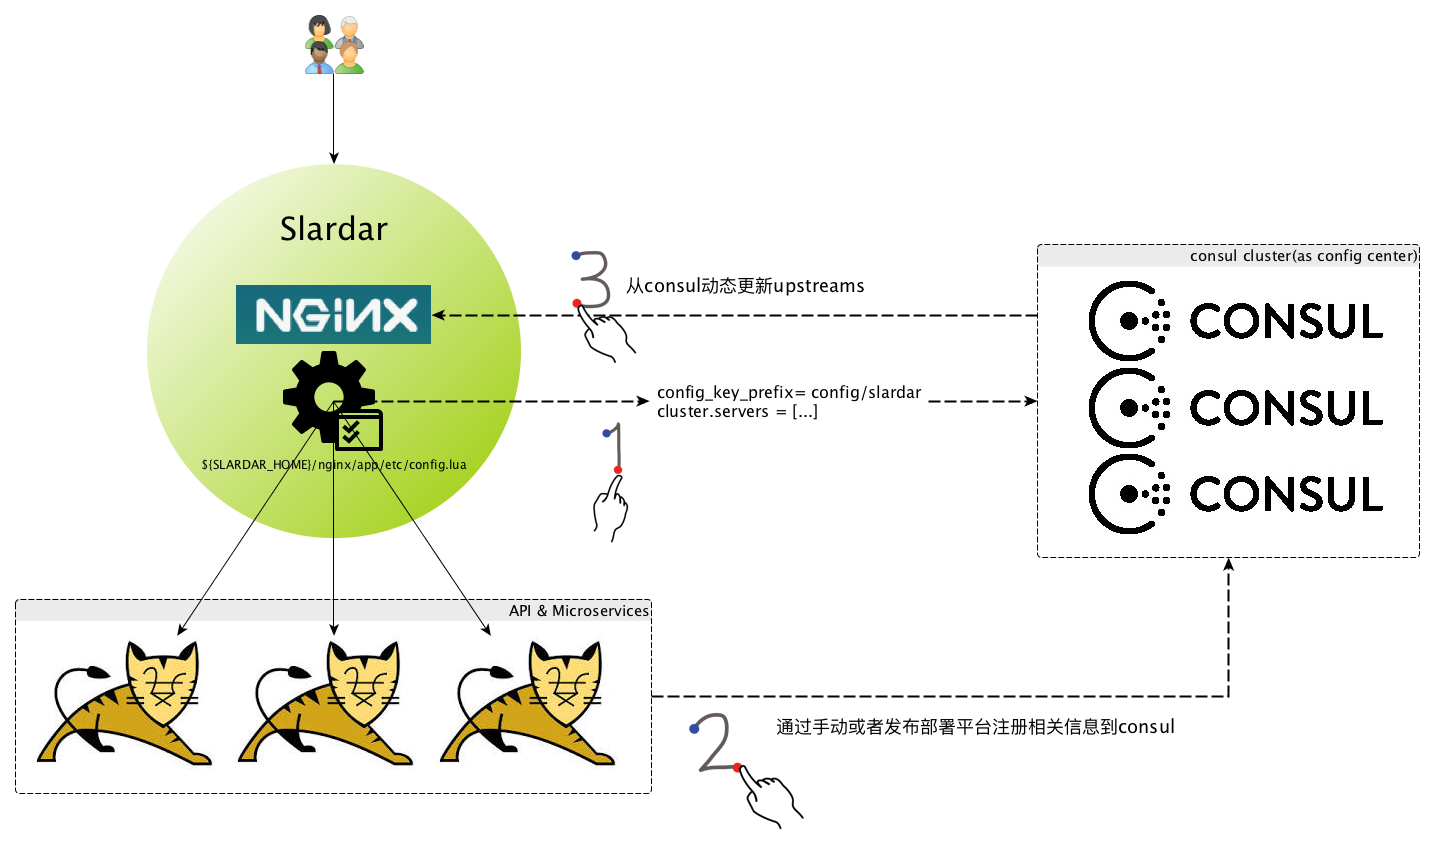 Slardar
NGINX
${SLARDAR_HOME}/nginx/app/etc/config.lua
3
从consul动态更新upstreams
config_key_prefix= config/slardar
cluster.servers = [...]
1
consul cluster(as config center)
CONSUL
CONSUL
CONSUL
API & Microservices
2
通过手动或者发布部署平台注册相关信息到consul